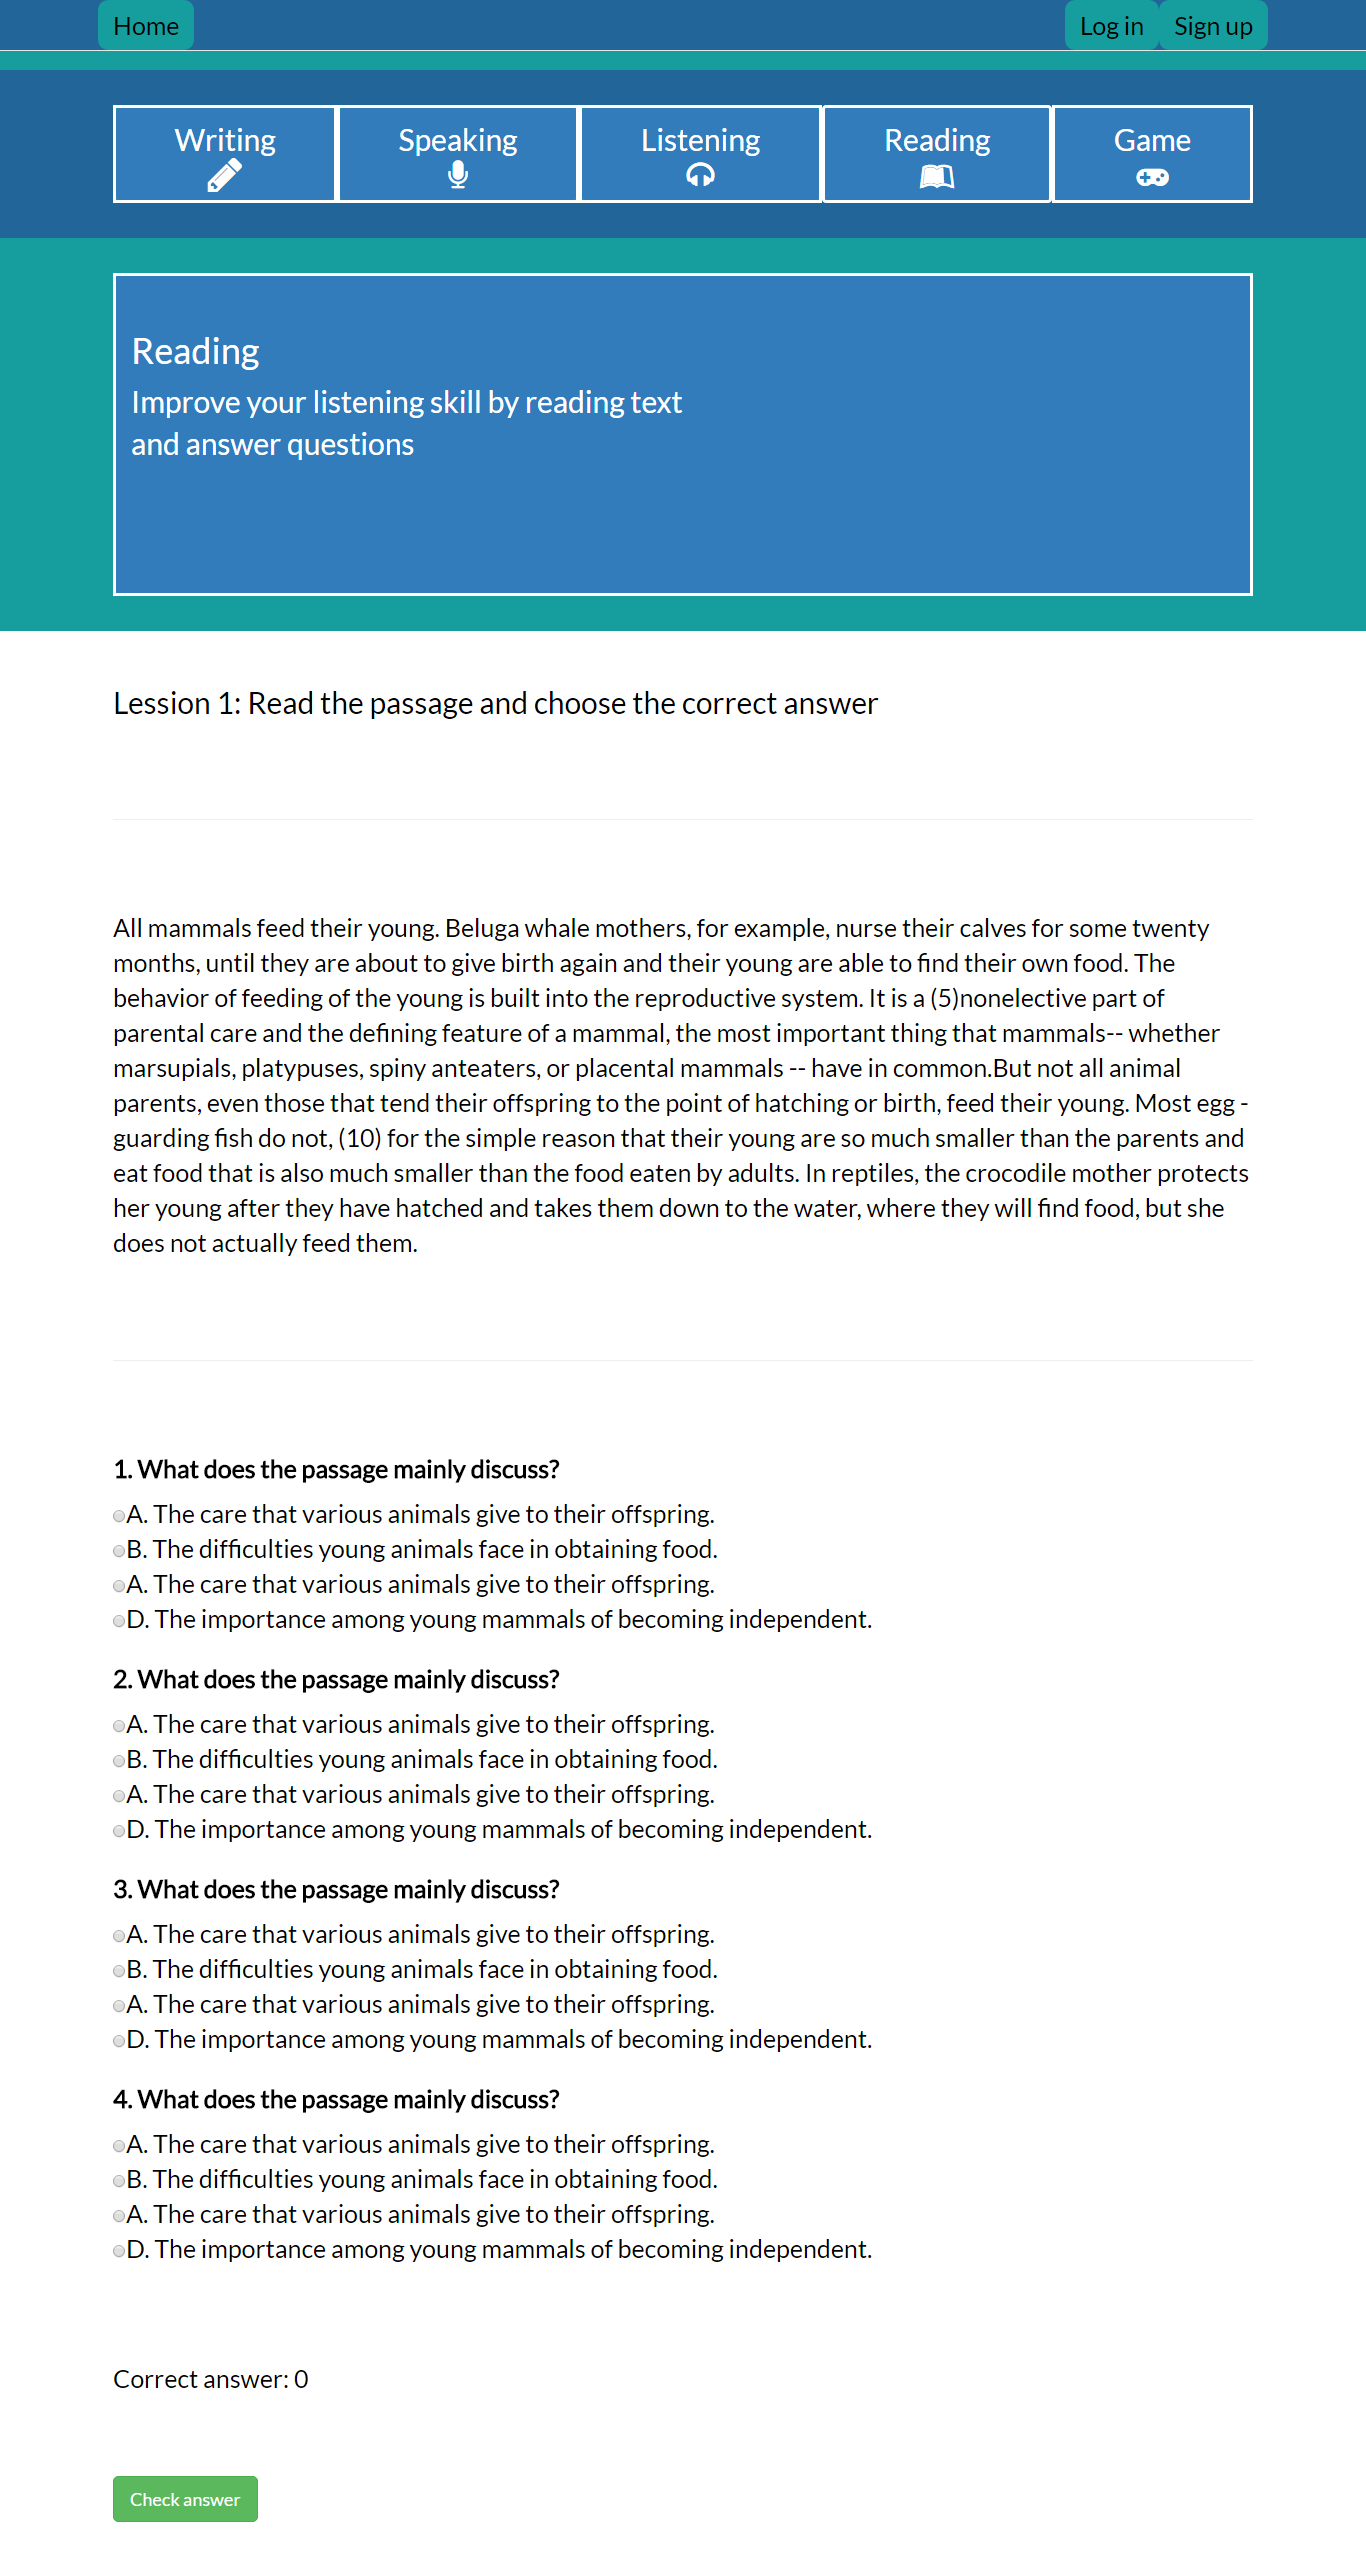 Home
Log in
Sign up
Writing
Speaking
Listening
Reading
Game
Reading
Improve your listening skill by reading text
and answer questions
Lession 1: Read the passage and choose the correct answer
All mammals feed their young. Beluga whale mothers, for example, nurse their calves for some twenty
months, until they are about to give birth again and their young are able to find their own food. The
behavior of feeding of the young is built into the reproductive system. It is a (5)nonelective part of
parental care and the defining feature of a mammal, the most important thing that mammals-- whether
marsupials, platypuses, spiny anteaters, or placental mammals -- have in common.But not all animal
parents, even those that tend their offspring to the point of hatching or birth, feed their young. Most egg -
guarding fish do not, (10) for the simple reason that their young are so much smaller than the parents and
eat food that is also much smaller than the food eaten by adults. In reptiles, the crocodile mother protects
her young after they have hatched and takes them down to the water, where they will find food, but she
does not actually feed them.
1. What does the passage mainly discuss?
A. The care that various animals give to their offspring.
B. The difficulties young animals face in obtaining food.
A. The care that various animals give to their offspring.
D. The importance among young mammals of becoming independent.
2. What does the passage mainly discuss?
A. The care that various animals give to their offspring.
B. The difficulties young animals face in obtaining food.
A. The care that various animals give to their offspring.
D. The importance among young mammals of becoming independent.
3. What does the passage mainly discuss?
A. The care that various animals give to their offspring.
B. The difficulties young animals face in obtaining food.
A. The care that various animals give to their offspring.
D. The importance among young mammals of becoming independent.
4. What does the passage mainly discuss?
A. The care that various animals give to their offspring.
B. The difficulties young animals face in obtaining food.
A. The care that various animals give to their offspring.
D. The importance among young mammals of becoming independent.
Correct answer: 0
Check answer